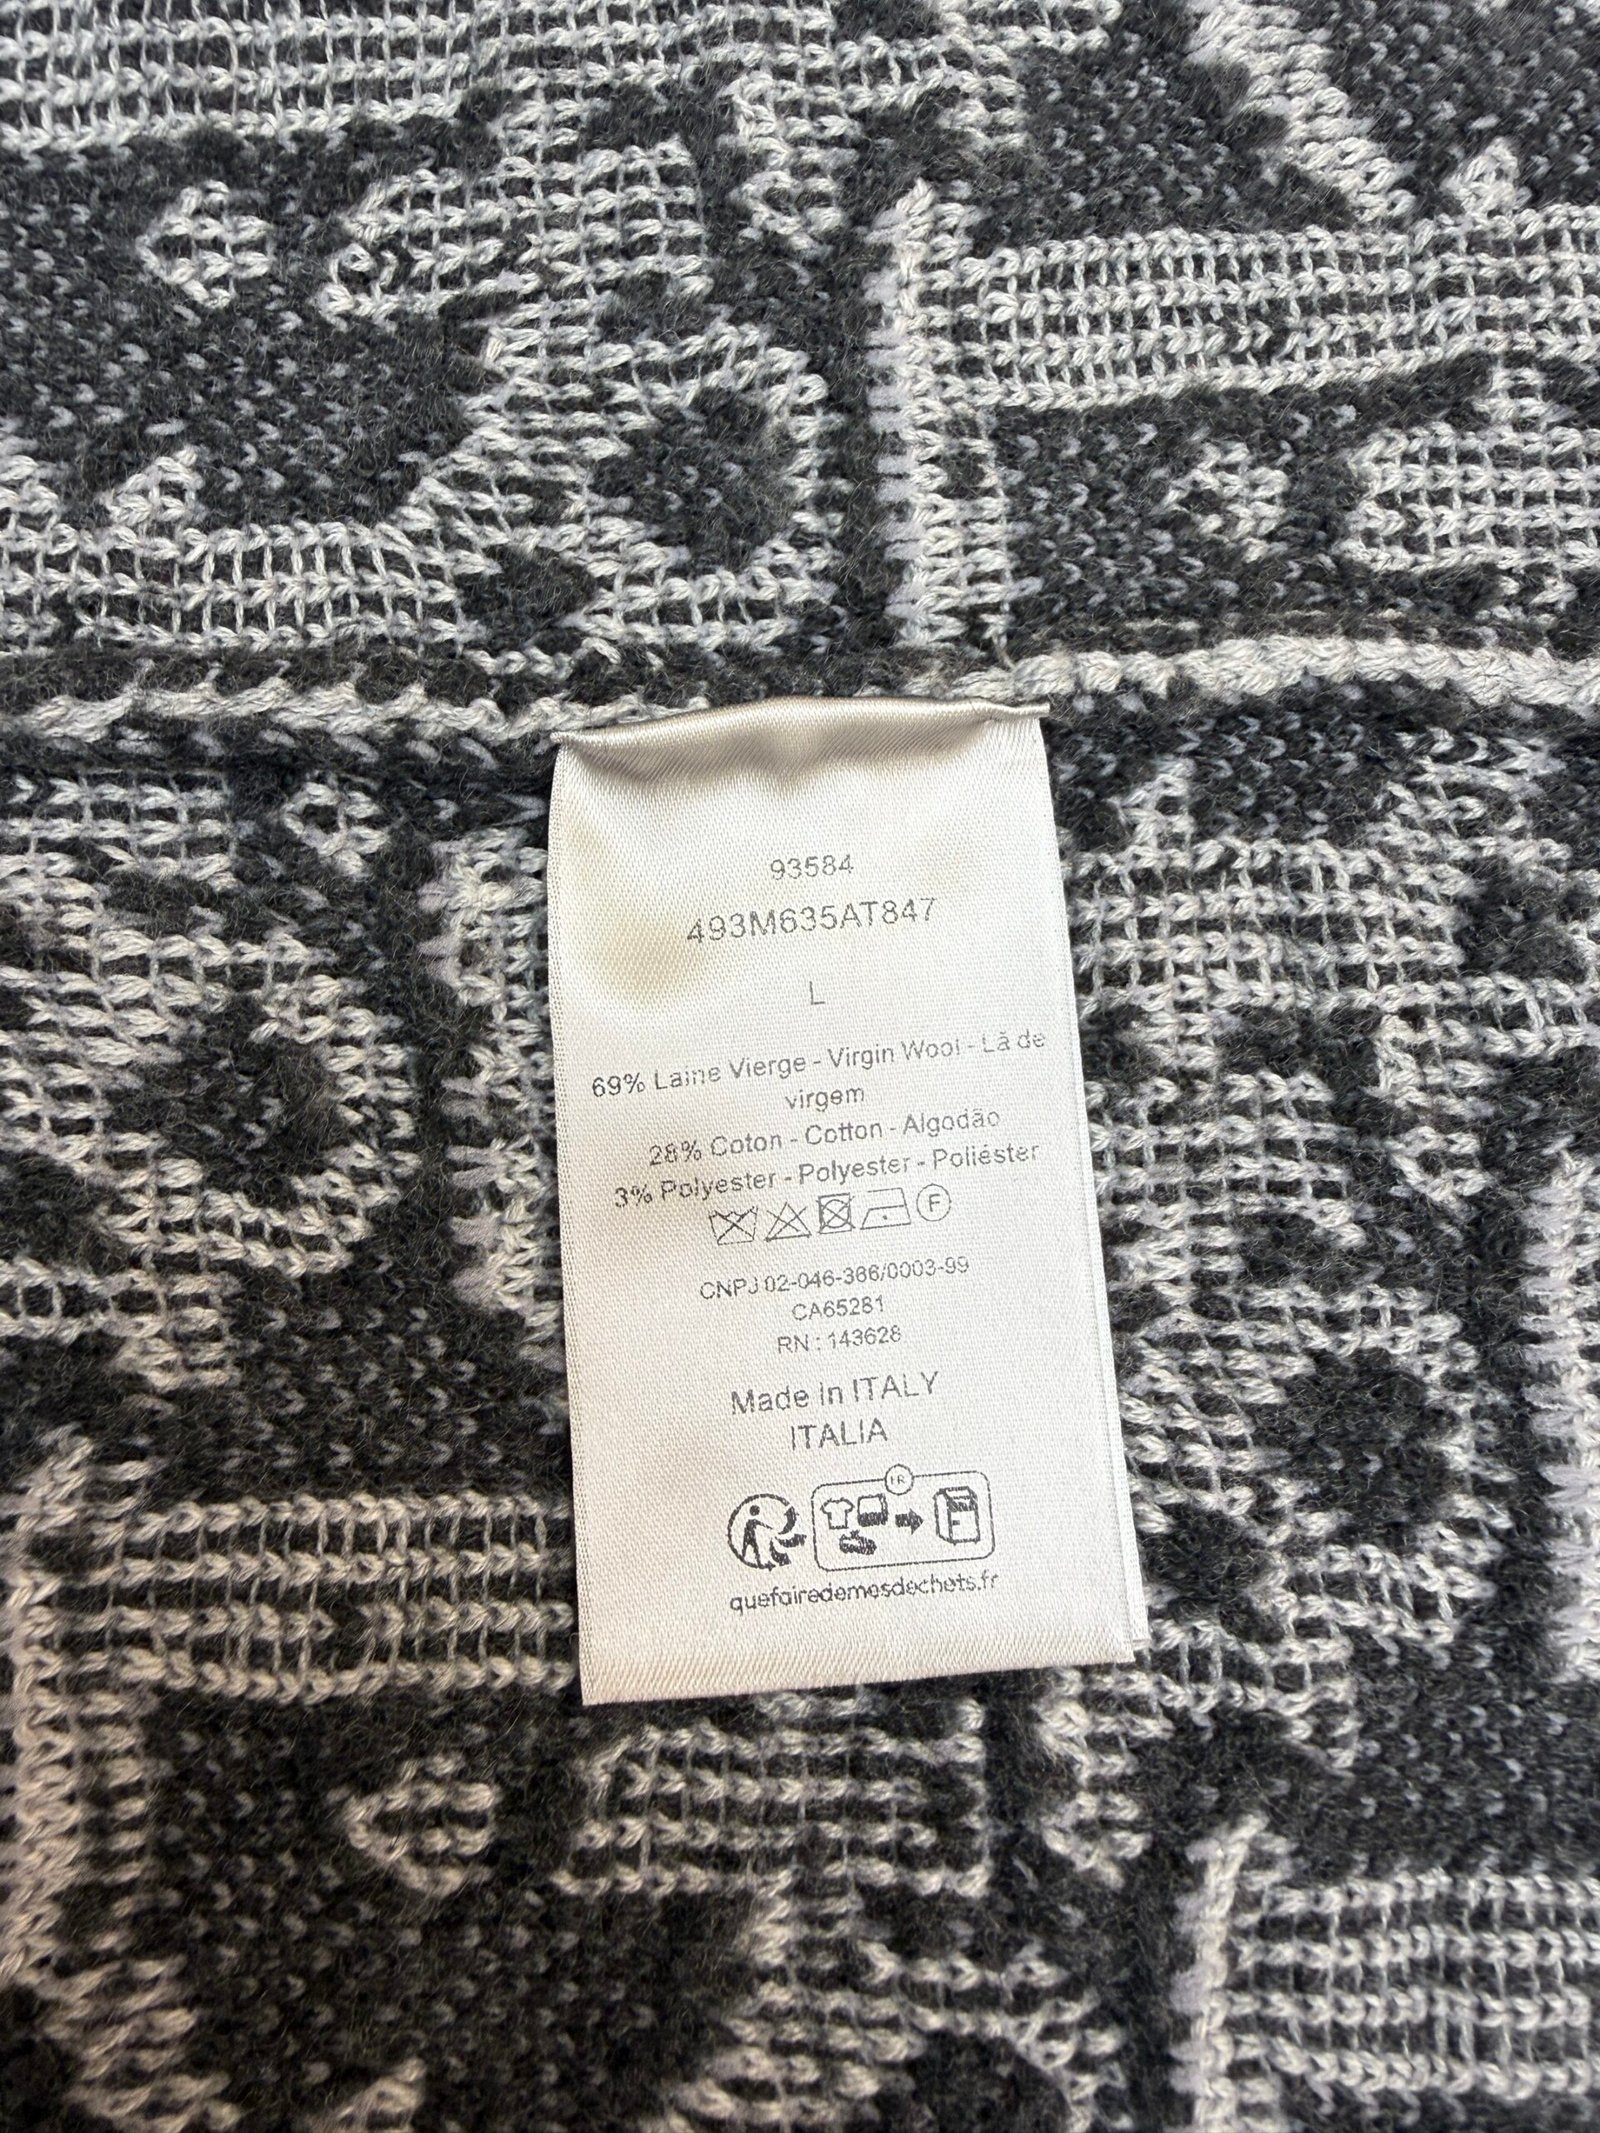 93584
493M635AT847
L
69% Laine Vierge - Virgin Wool - Lã de
virgem
28% Coton - Cotton - Algodão
3% Polyester - Polyester - Poliéster
F
CNPJ 02-046-366/0003-99
CA65281
RN : 143628
Made in ITALY
ITALIA
FR
quefairedemesdechets.fr